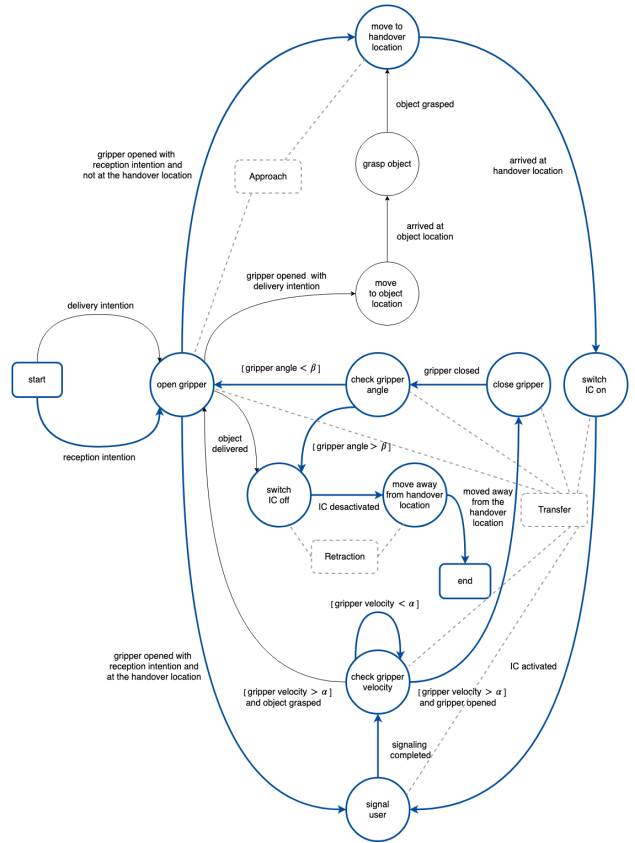 move to
handover
location
object grasped
gripper opened with
reception intention and
not at the handover location
grasp object
arrived at
handover location
Approach
arrived at
object location
gripper opened  with
delivery intention
move
to object
location
delivery intention
start
open gripper
[ gripper angle < β ]
check gripper
angle
gripper closed
close gripper
switch
IC on
reception intention
object
delivered
[ gripper angle > β ]
switch
IC off
IC desactivated
move away
from handover
location
moved away
from the
handover
location
Transfer
Retraction
end
[ gripper velocity < α ]
gripper opened with
reception intention and
at the handover location
check gripper
velocity
IC activated
[ gripper velocity > α ]
and object grasped
[ gripper velocity > α ]
and gripper opened
signaling
completed
signal
user